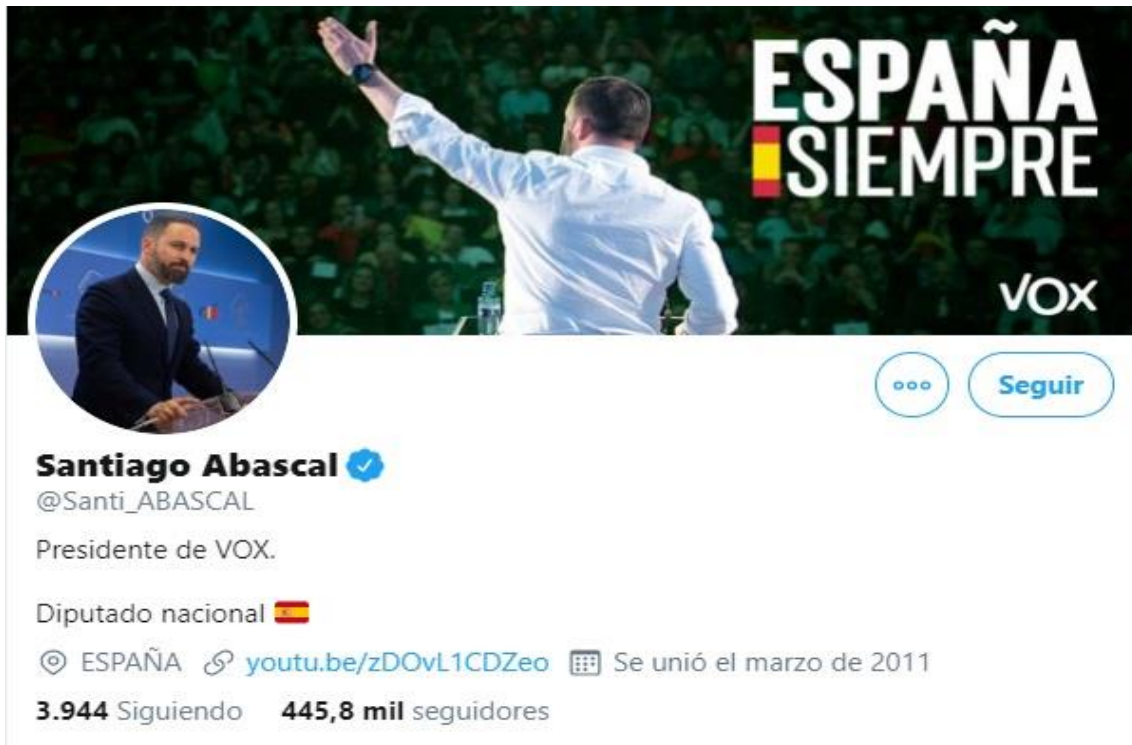 ESPAÑA
SIEMPRE
VOX
Seguir
Santiago Abascal
@Santi_ABASCAL
Presidente de VOX.
Diputado nacional
ESPAÑA youtu.be/zDOvL1CDZeo Se unió el marzo de 2011
3.944 Siguiendo 445,8 mil seguidores